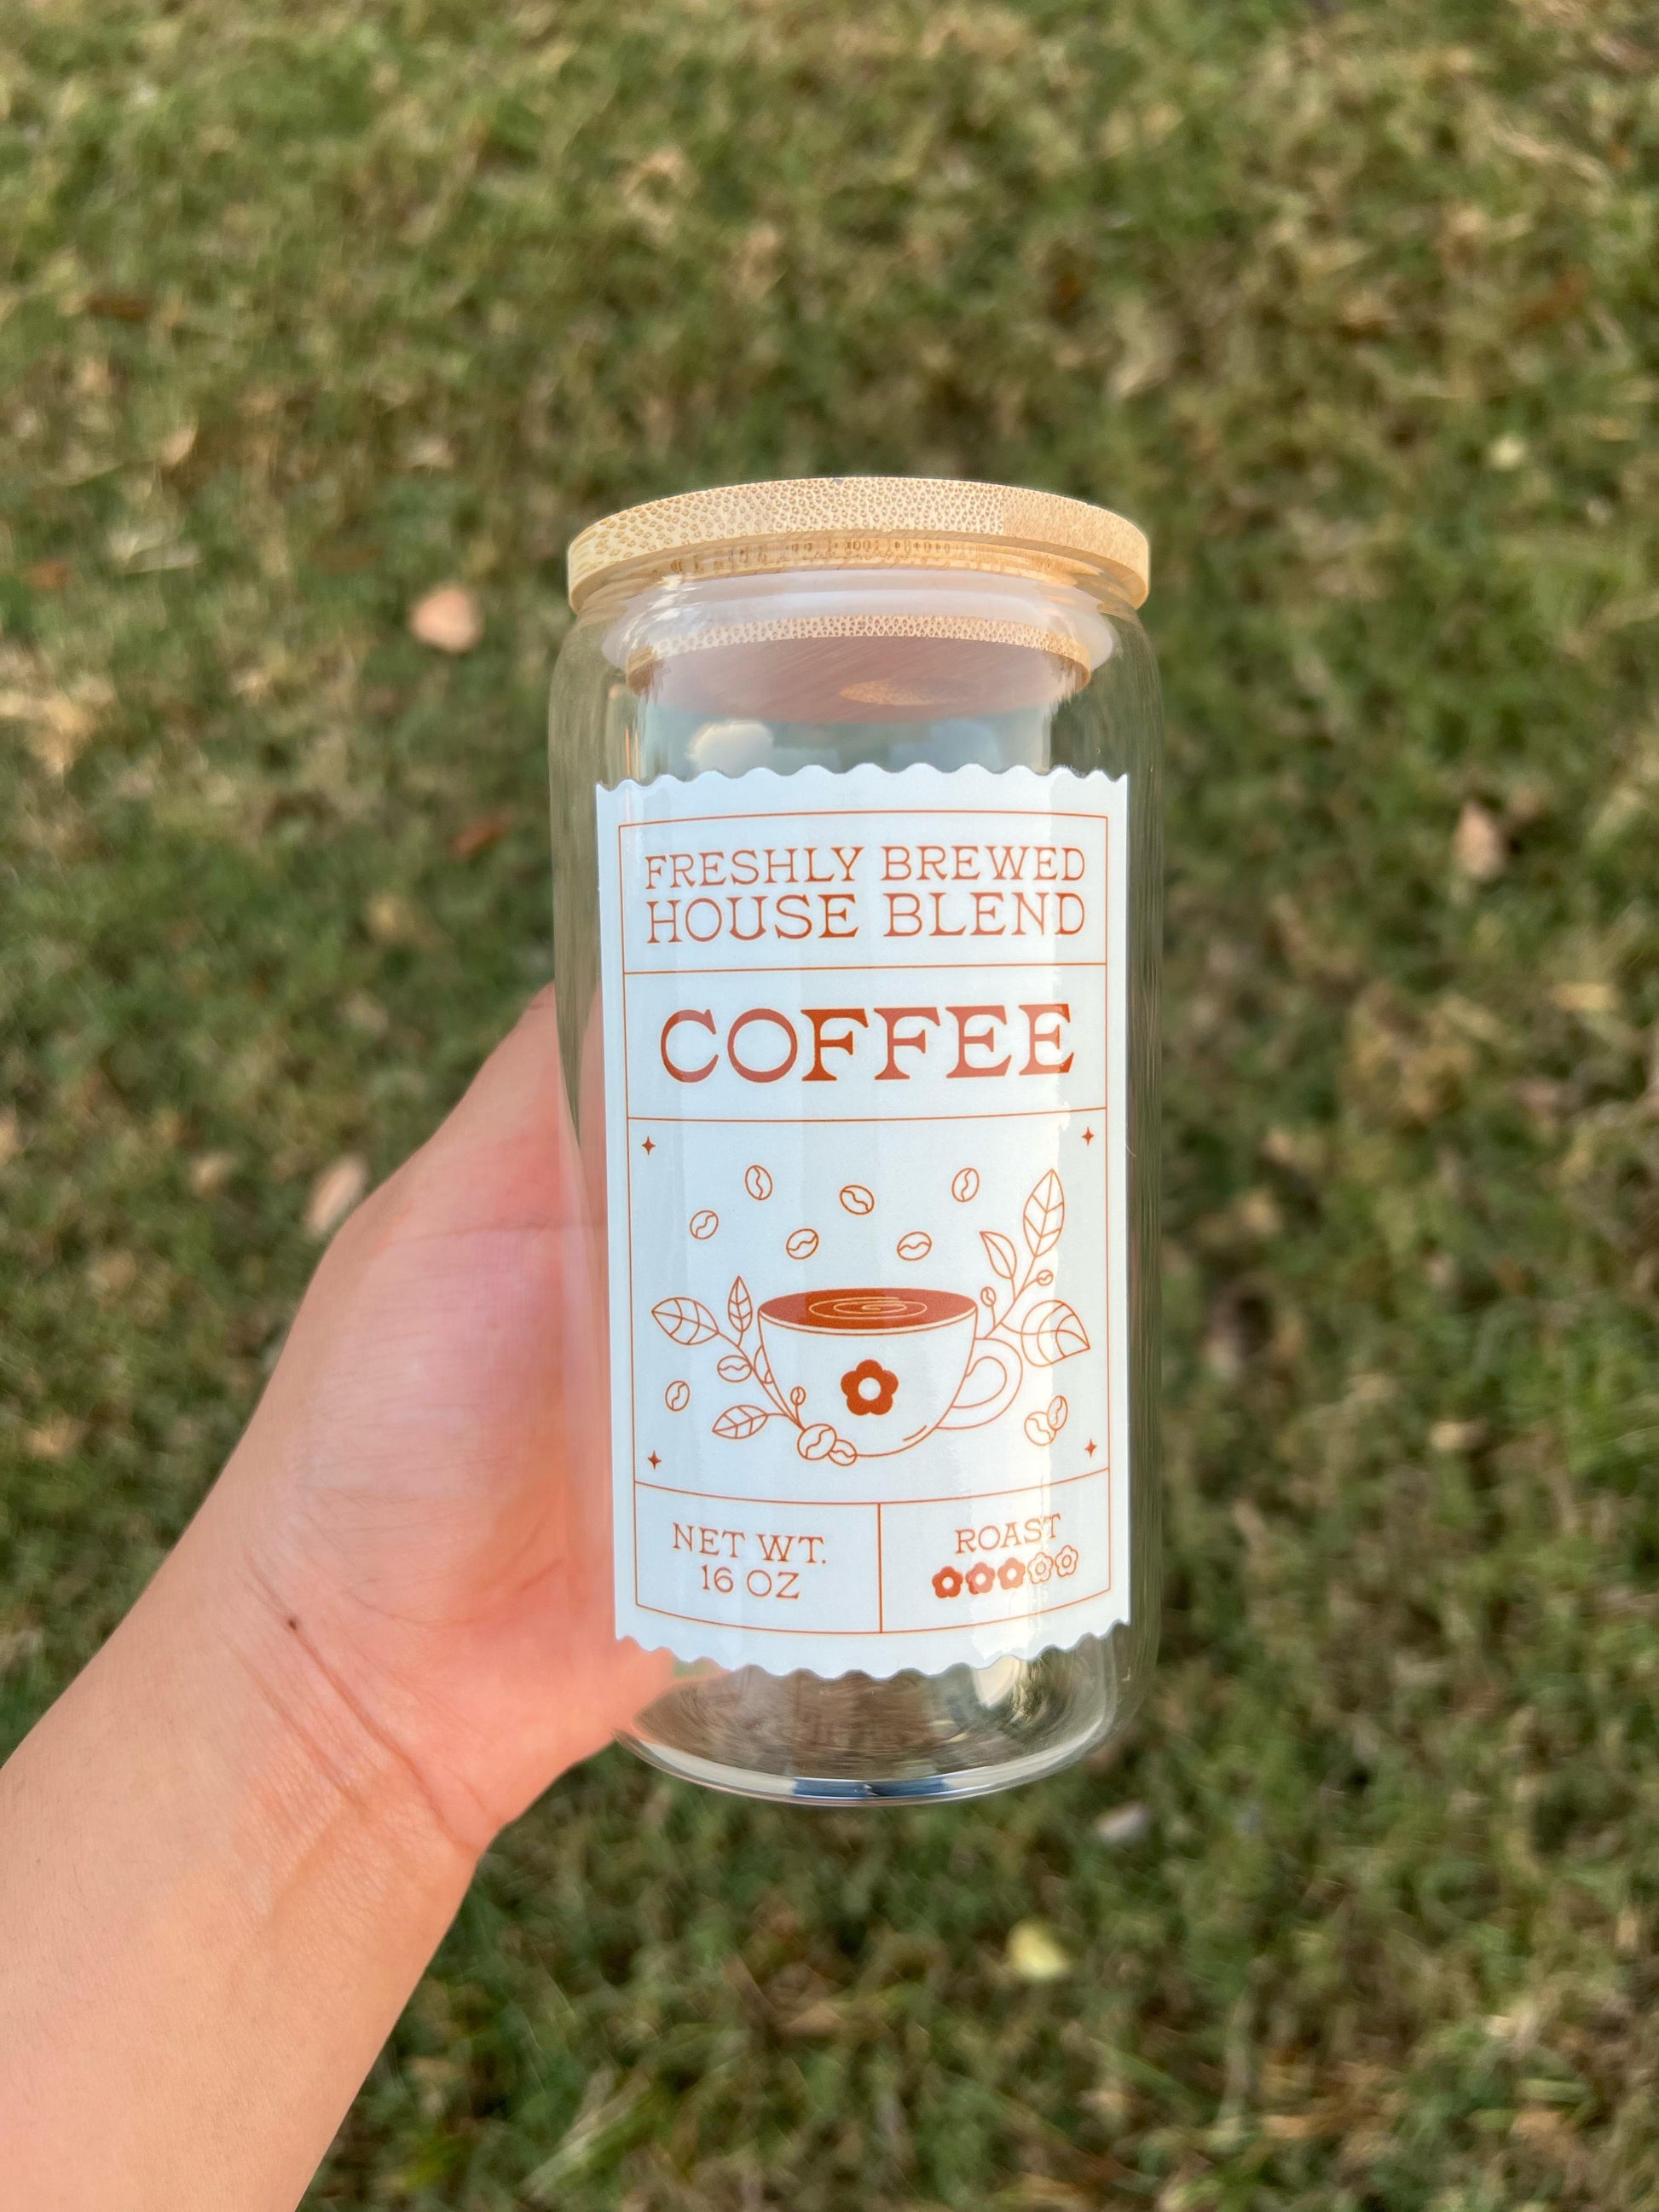 FRESHLY BREWED
HOUSE BLEND
COFFEE
NET WT.
16 OZ
ROAST